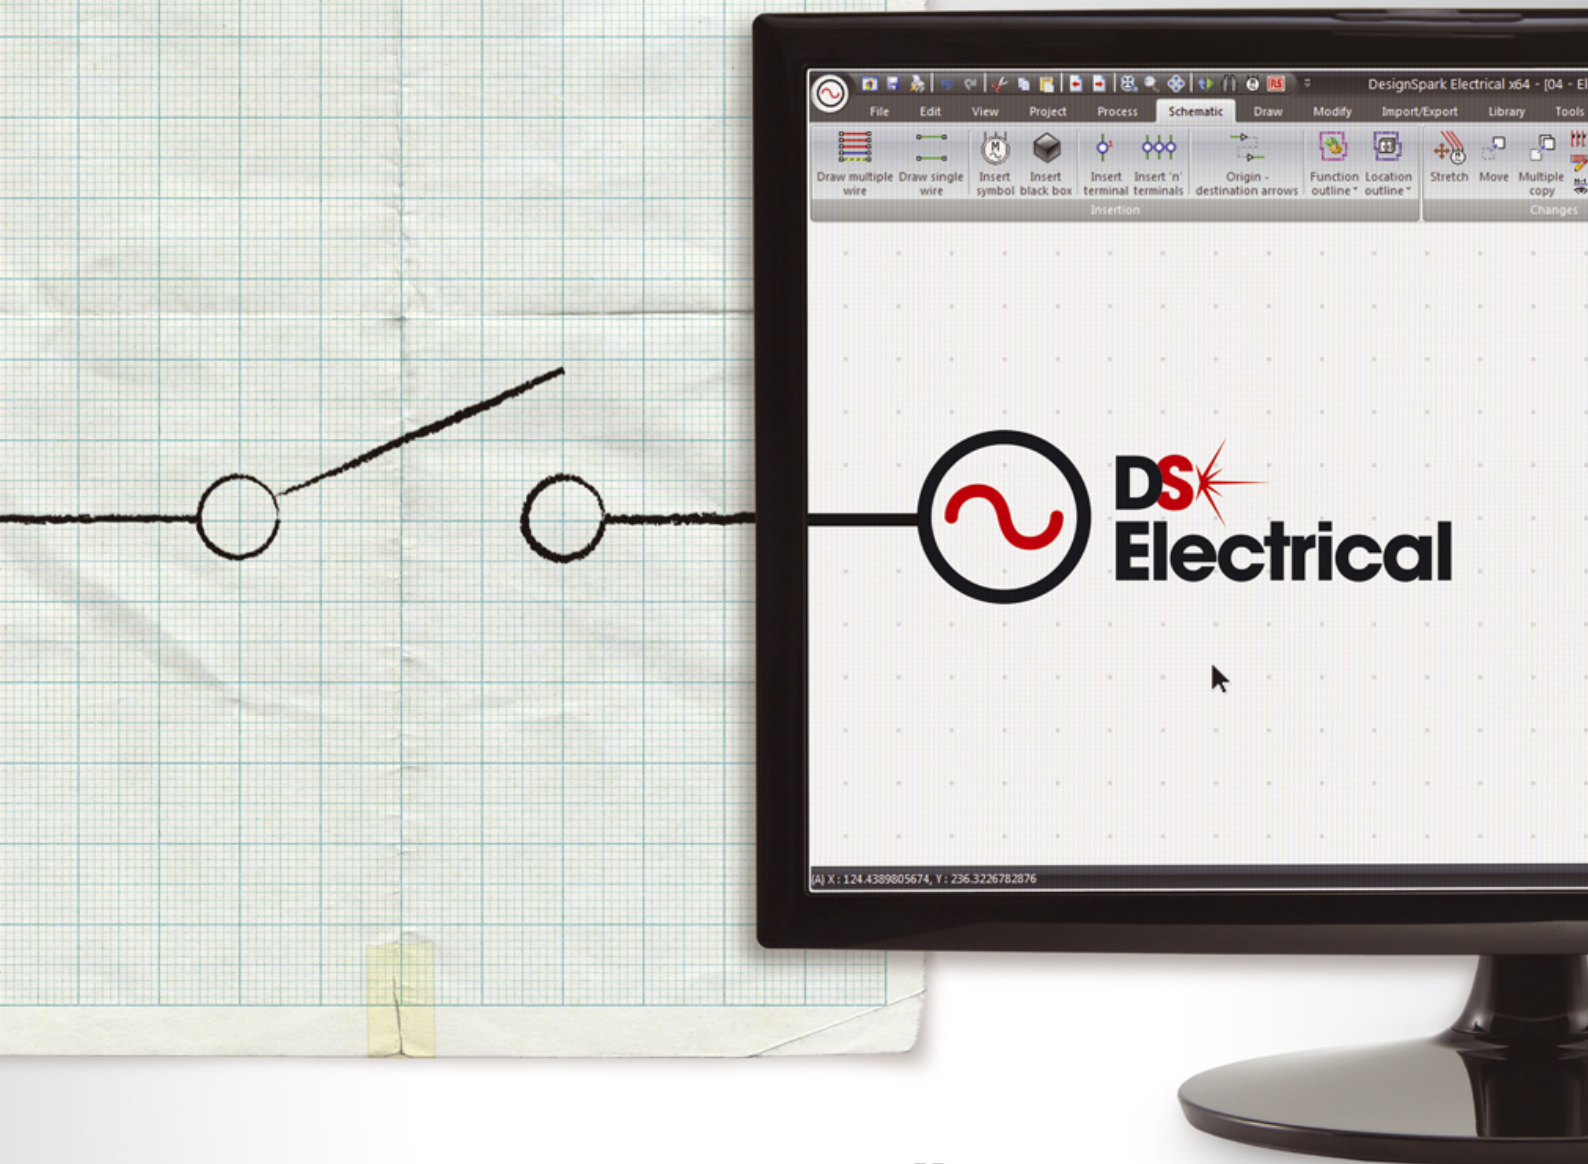 DesignSpark Electrical x64 - [04 - El
File Edit View Project Process Schematic Draw Modify Import/Export Library Tools
Draw multiple wire
Draw single wire
Insert symbol
Insert black box
Insert terminal
Insert 'n' terminals
Origin - destination arrows
Function outline
Location outline
Stretch
Move
Multiple copy
Insertion
Changes
M
RS
DS
Electrical
(A) X : 124.4389805674, Y : 236.3226782876